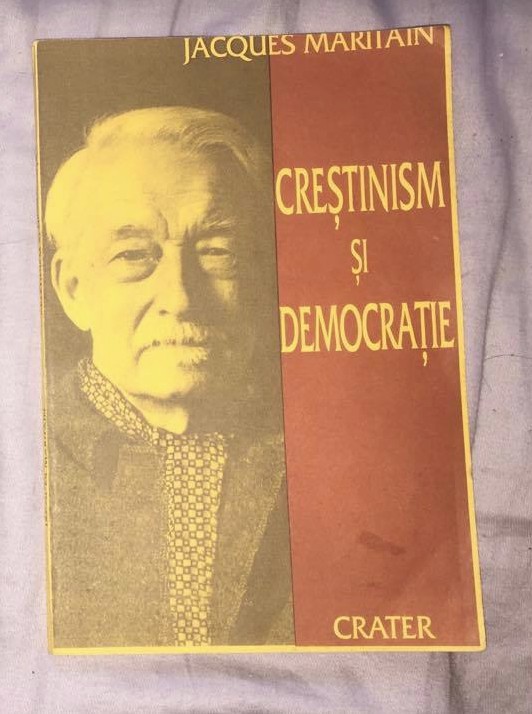 JACQUES MARITAIN
CREȘTINISM
ȘI
DEMOCRAȚIE
CRATER